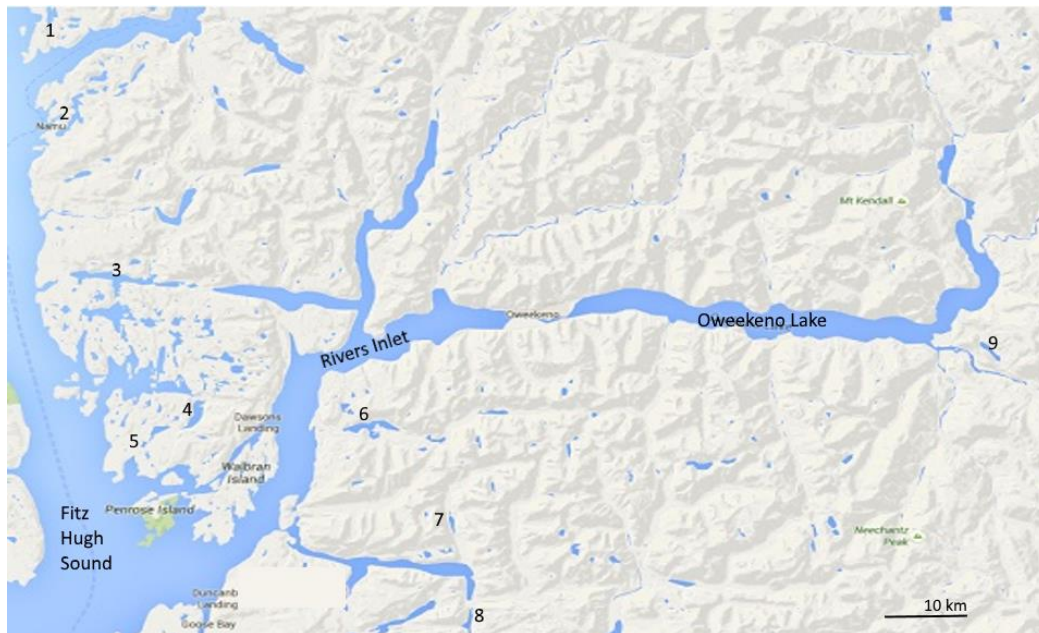 1
2
Namu
Mt Kendall
3
Oweekeno
Oweekeno Lake
Rivers Inlet
9
4
6
Dawsons
Landing
5
Walbran
Island
Penrose Island
Fitz
Hugh
Sound
7
Neechantz
Peak
Duncanb
Landing
Goose Bay
8
10 km